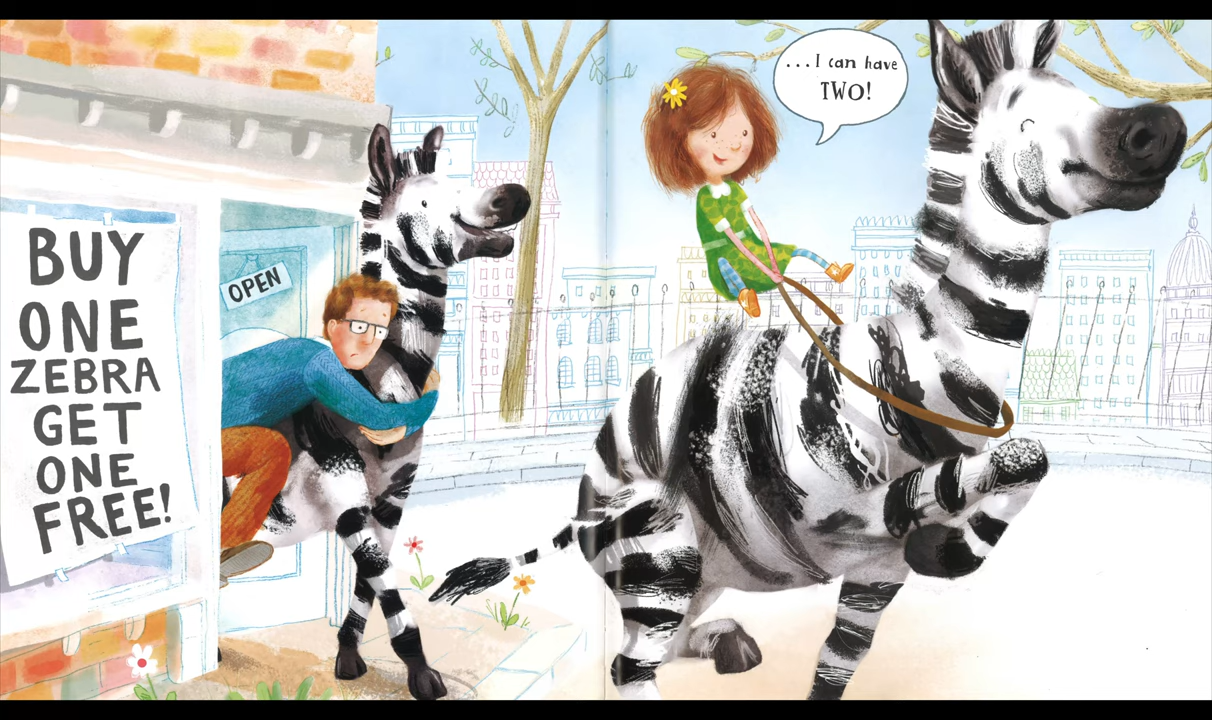 BUY
ONE
ZEBRA
GET
ONE
FREE!
OPEN
...I can have
TWO!